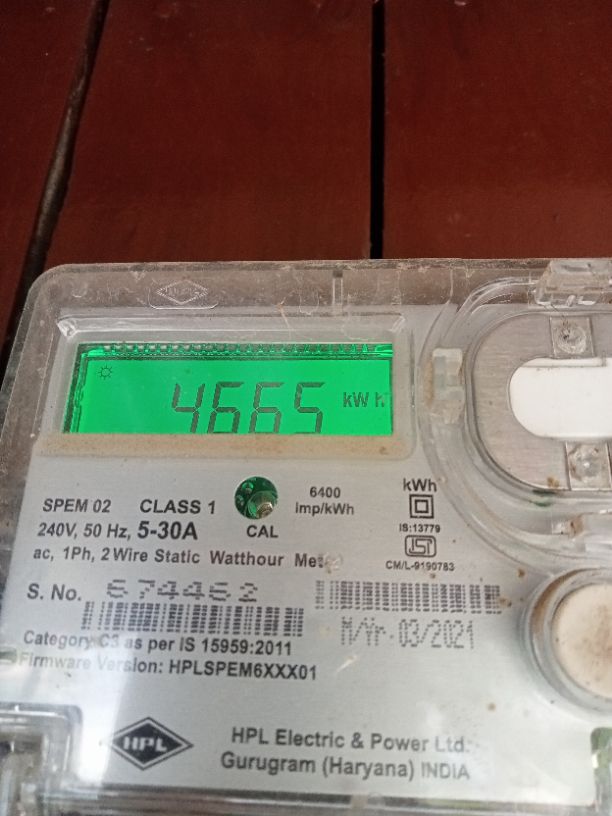 4665 kW h
SPEM 02 CLASS 1
6400
imp/kWh
kWh
240V, 50 Hz, 5-30A
CAL
IS:13779
ac, 1Ph, 2 Wire Static Watthour Meter
CM/L-9190783
S. No. 674462
M/Yr. 03/2021
Category C3 as per IS 15959:2011
Firmware Version: HPLSPEM6XXX01
HPL
HPL Electric & Power Ltd.
Gurugram (Haryana) INDIA